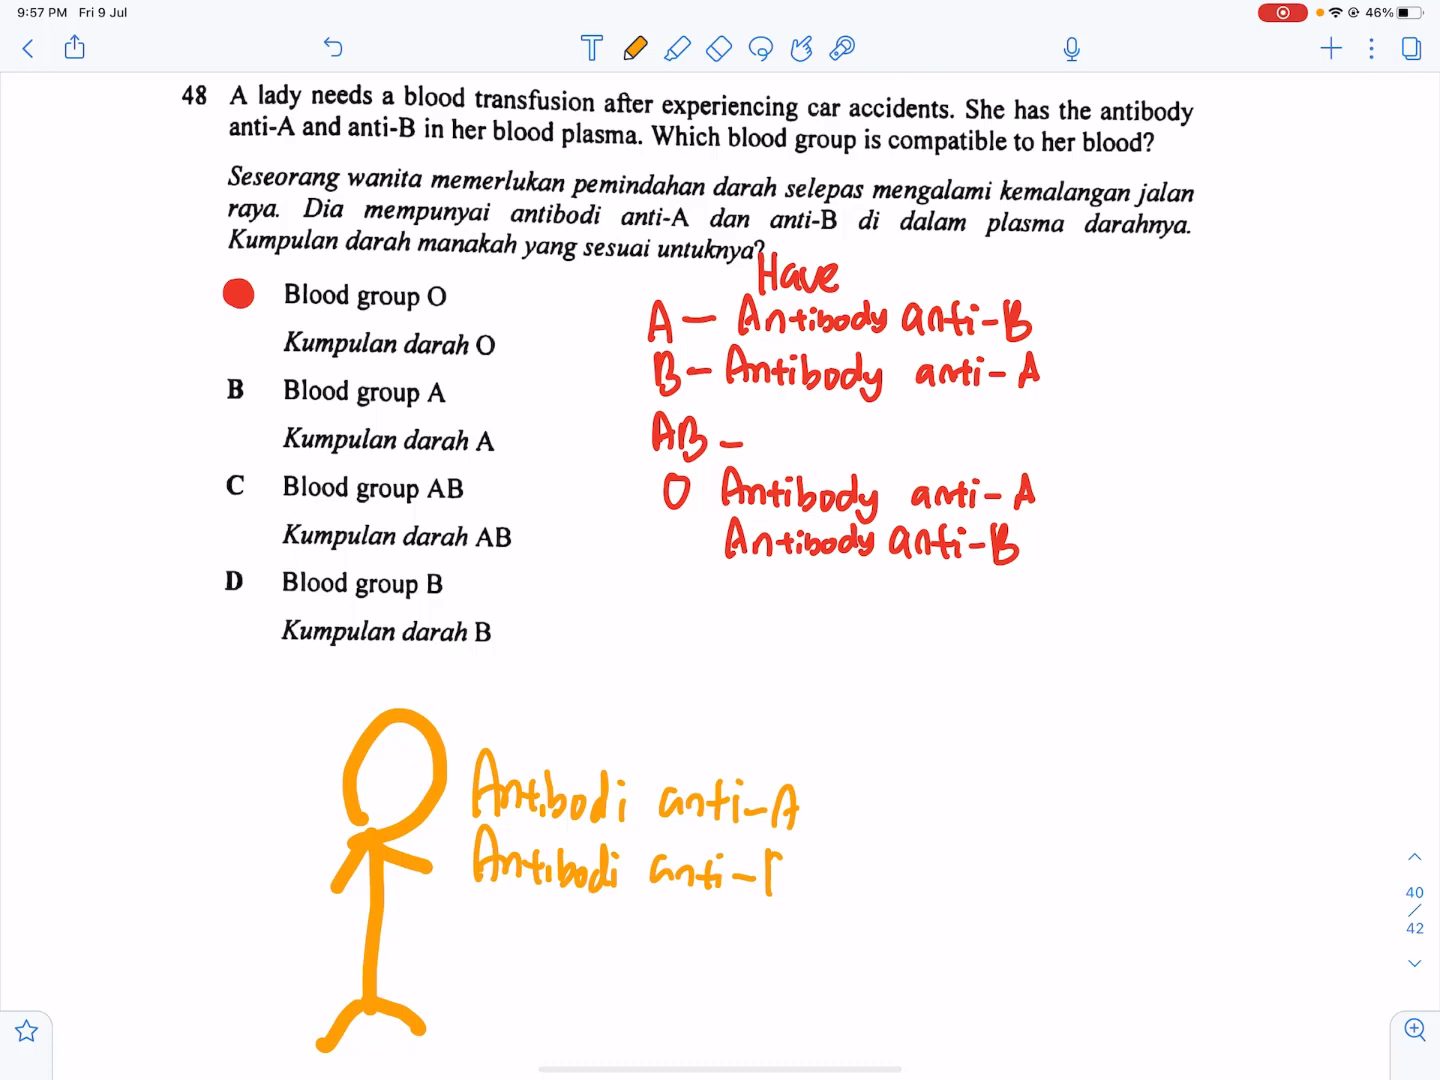 9:57 PM Fri 9 Jul
46%
48 A lady needs a blood transfusion after experiencing car accidents. She has the antibody
anti-A and anti-B in her blood plasma. Which blood group is compatible to her blood?
Seseorang wanita memerlukan pemindahan darah selepas mengalami kemalangan jalan
raya. Dia mempunyai antibodi anti-A dan anti-B di dalam plasma darahnya.
Kumpulan darah manakah yang sesuai untuknya?
Blood group O
Kumpulan darah O
B Blood group A
Kumpulan darah A
C Blood group AB
Kumpulan darah AB
D Blood group B
Kumpulan darah B
Have
A - Antibody anti-B
B - Antibody anti-A
AB -
O Antibody anti-A
Antibody anti-B
Antibodi anti-A
Antibodi anti-
40
/
42